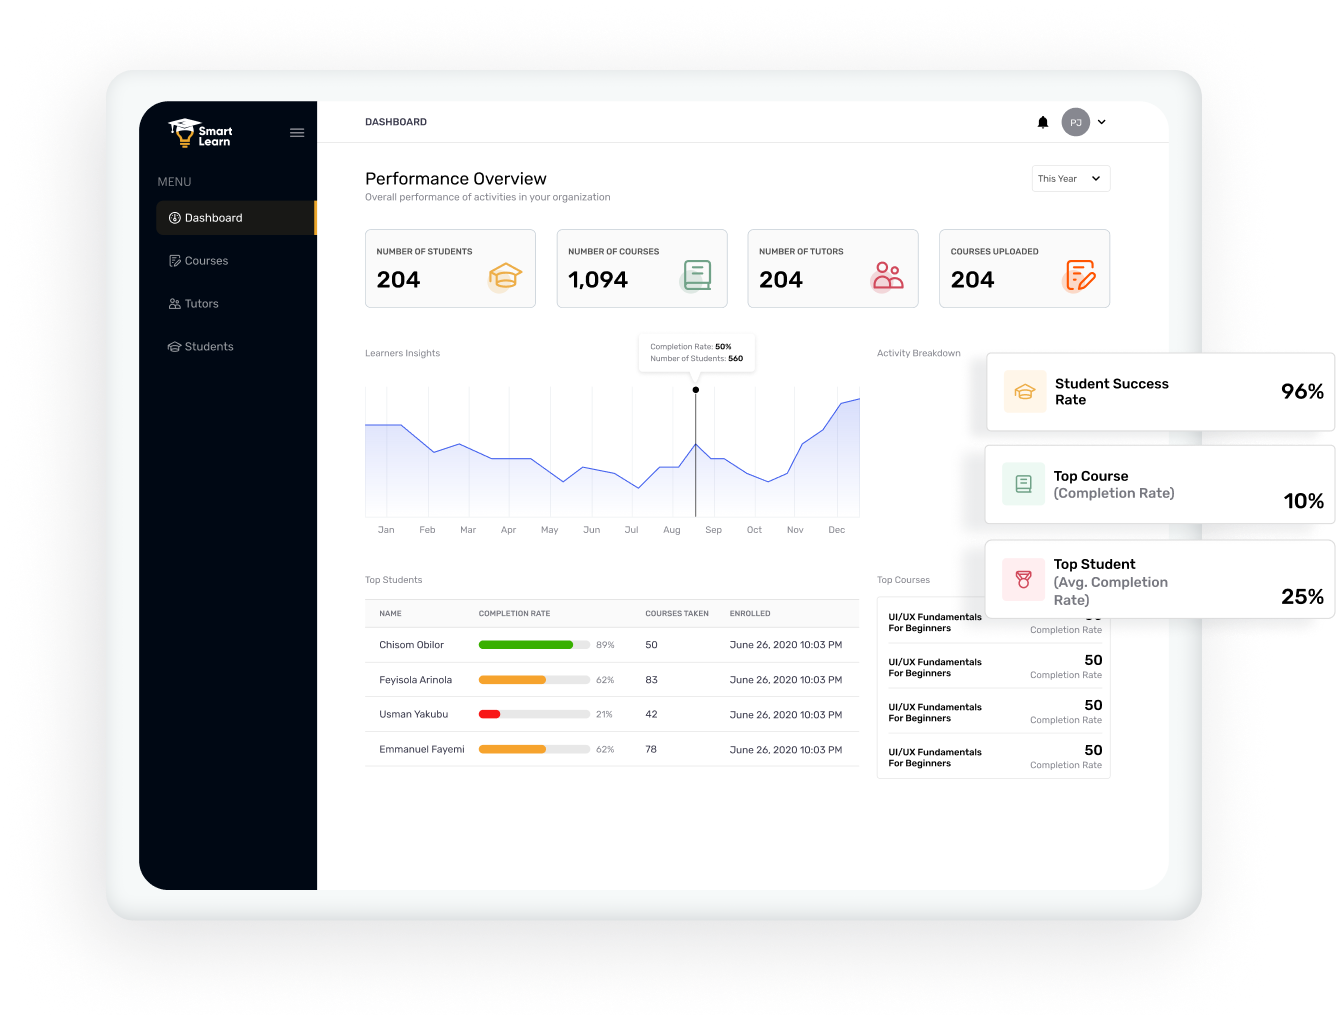 Smart
Learn
MENU
Dashboard
Courses
Tutors
Students
DASHBOARD
PJ
Performance Overview
Overall performance of activities in your organization
This Year
NUMBER OF STUDENTS
204
NUMBER OF COURSES
1,094
NUMBER OF TUTORS
204
COURSES UPLOADED
204
Learners Insights
Completion Rate: 50%
Number of Students: 560
Jan Feb Mar Apr May Jun Jul Aug Sep Oct Nov Dec
Activity Breakdown
Student Success
Rate
96%
Top Course
(Completion Rate)
10%
Top Student
(Avg. Completion
Rate)
25%
Top Students
NAME COMPLETION RATE COURSES TAKEN ENROLLED
Chisom Obilor 89% 50 June 26, 2020 10:03 PM
Feyisola Arinola 62% 83 June 26, 2020 10:03 PM
Usman Yakubu 21% 42 June 26, 2020 10:03 PM
Emmanuel Fayemi 62% 78 June 26, 2020 10:03 PM
Top Courses
UI/UX Fundamentals
For Beginners
Completion Rate
UI/UX Fundamentals
For Beginners
50
Completion Rate
UI/UX Fundamentals
For Beginners
50
Completion Rate
UI/UX Fundamentals
For Beginners
50
Completion Rate